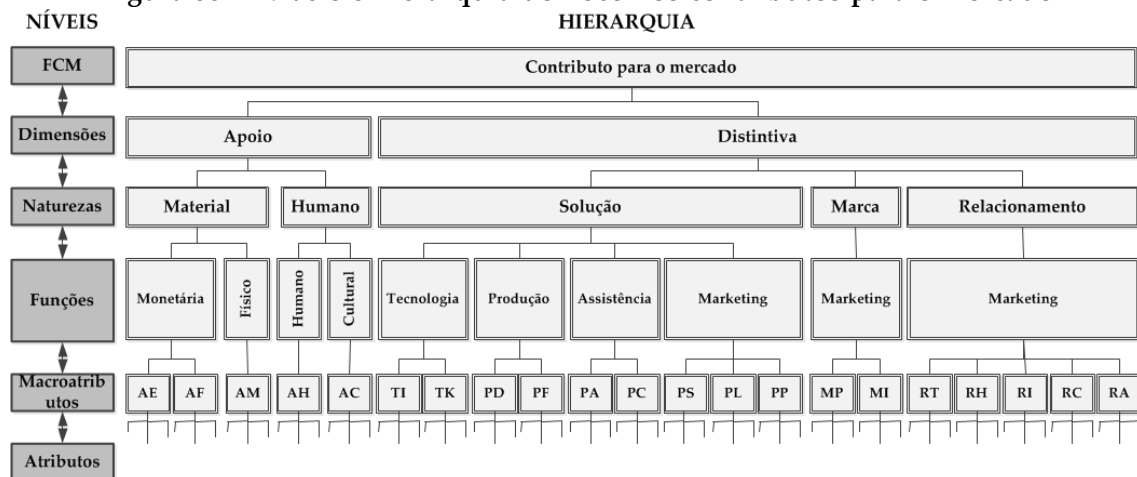 NÍVEIS
HIERARQUIA
FCM
Contributo para o mercado
Dimensões
Apoio
Distintiva
Naturezas
Material
Humano
Solução
Marca
Relacionamento
Funções
Monetária
Físico
Humano
Cultural
Tecnologia
Produção
Assistência
Marketing
Marketing
Marketing
Macroatrib
utos
AE
AF
AM
AH
AC
TI
TK
PD
PF
PA
PC
PS
PL
PP
MP
MI
RT
RH
RI
RC
RA
Atributos